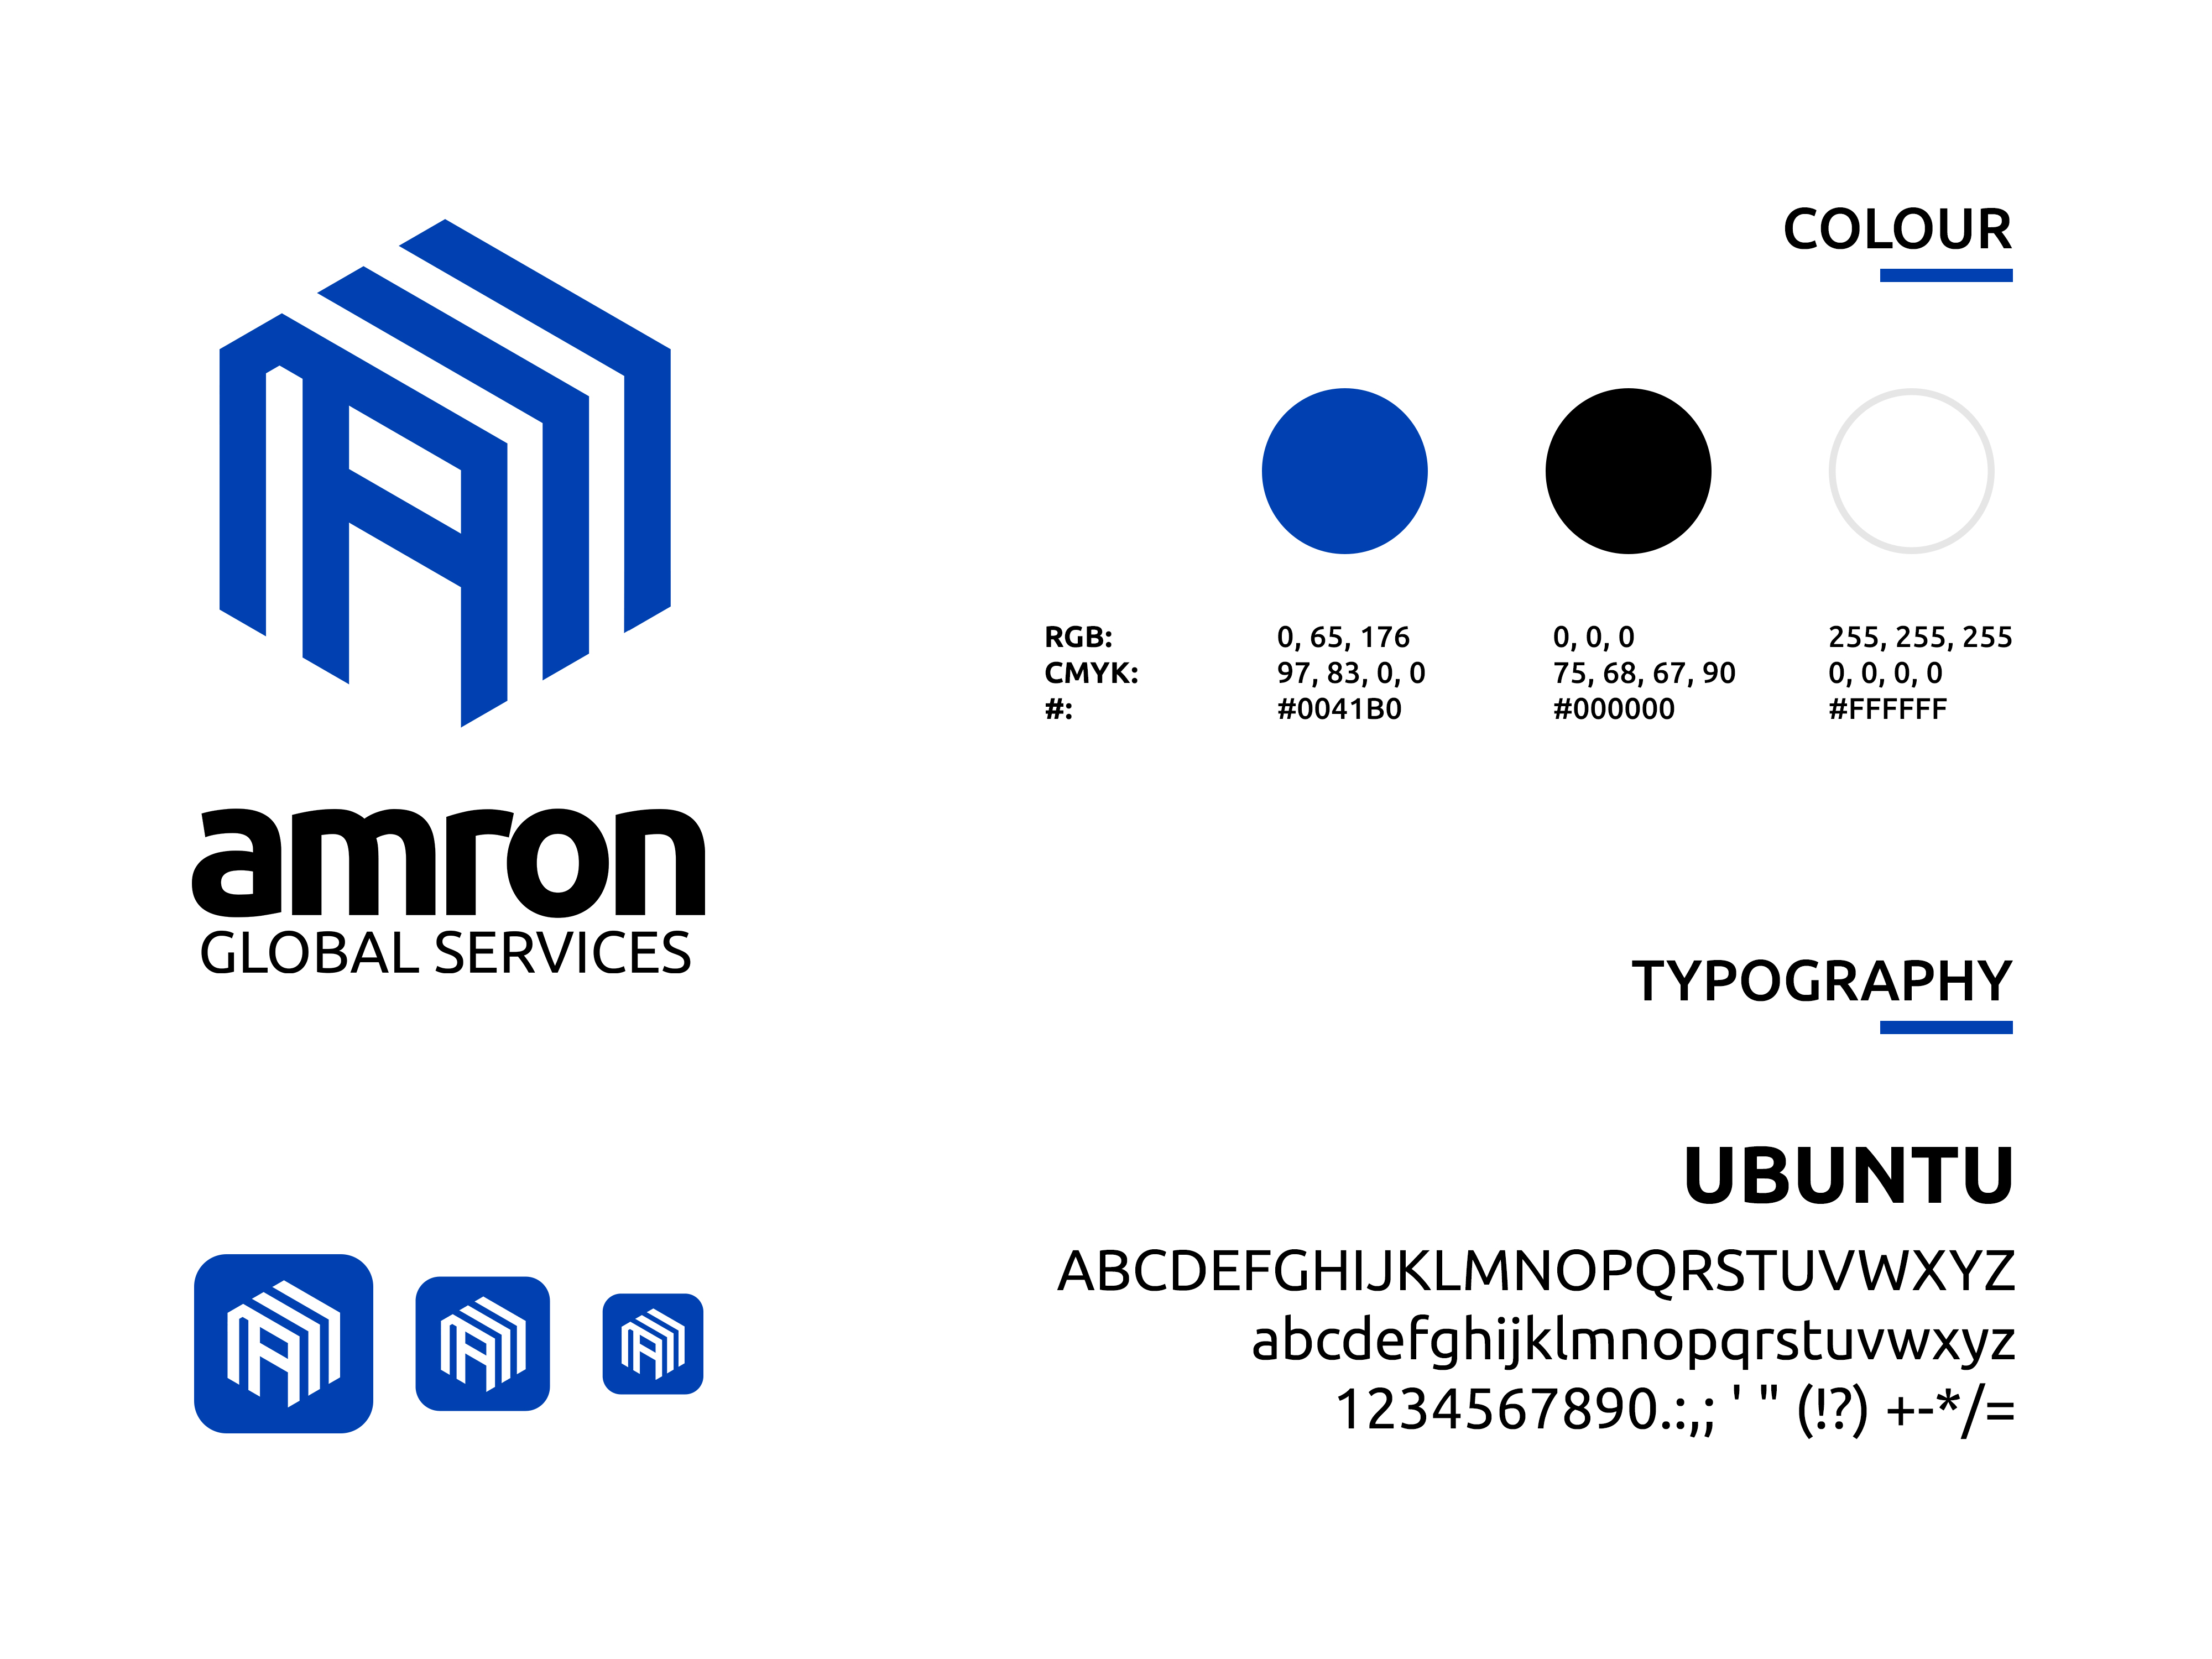 amron
GLOBAL SERVICES
COLOUR
RGB: 0, 65, 176 0, 0, 0 255, 255, 255
CMYK: 97, 83, 0, 0 75, 68, 67, 90 0, 0, 0, 0
#: #0041B0 #000000 #FFFFFF
TYPOGRAPHY
UBUNTU
ABCDEFGHIJKLMNOPQRSTUVWXYZ
abcdefghijklmnopqrstuvwxyz
1234567890.:,; ' " (!?) +-*/=